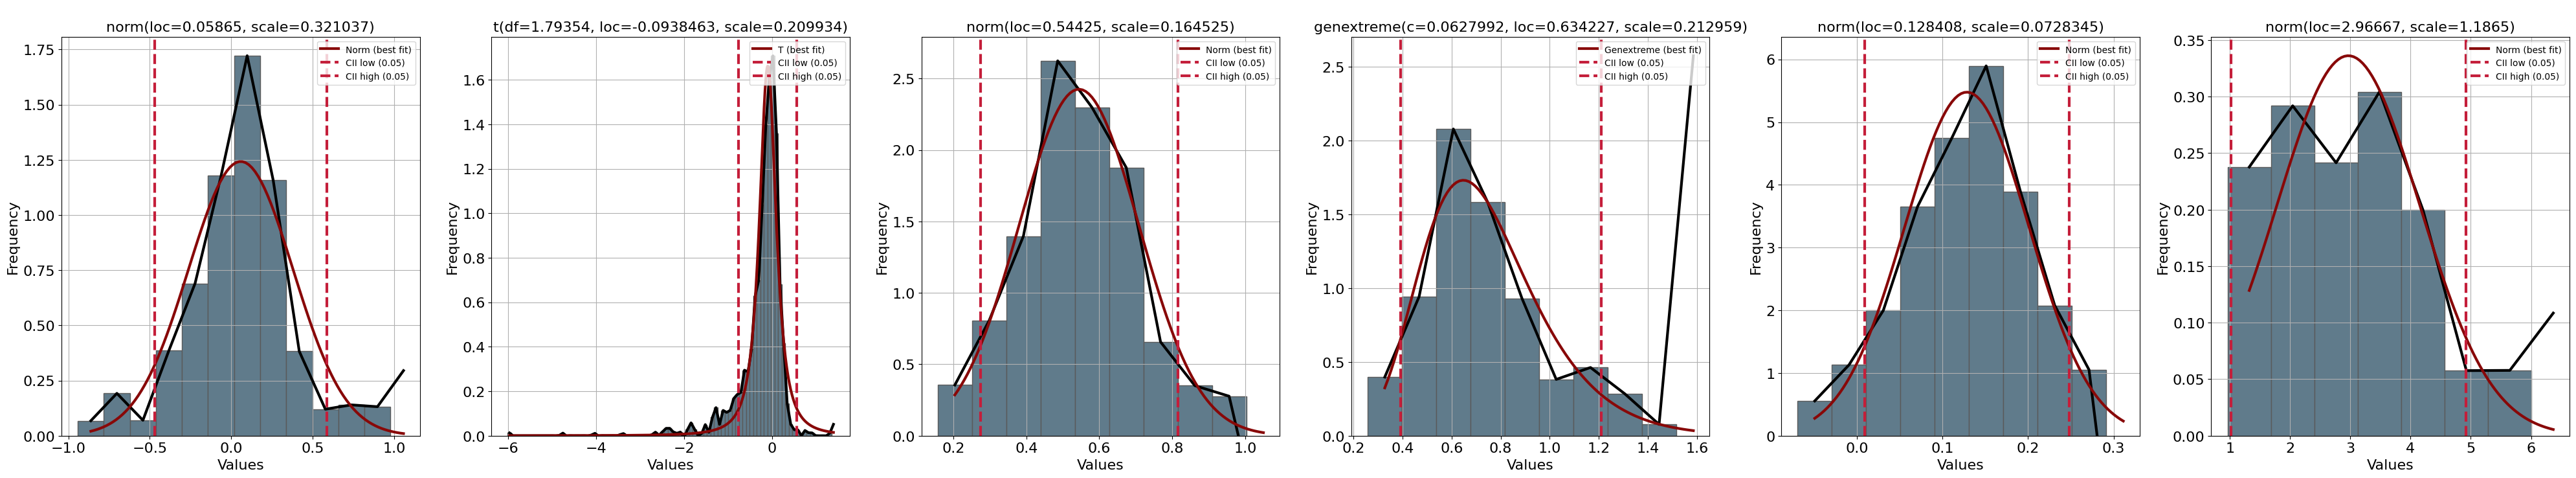 norm(loc=0.05865, scale=0.321037)
Norm (best fit)
CII low (0.05)
CII high (0.05)
Frequency
1.75
1.50
1.25
1.00
0.75
0.50
0.25
0.00
−1.0 −0.5 0.0 0.5 1.0
Values
t(df=1.79354, loc=-0.0938463, scale=0.209934)
T (best fit)
CII low (0.05)
CII high (0.05)
Frequency
1.6
1.4
1.2
1.0
0.8
0.6
0.4
0.2
0.0
−6 −4 −2 0
Values
norm(loc=0.54425, scale=0.164525)
Norm (best fit)
CII low (0.05)
CII high (0.05)
Frequency
2.5
2.0
1.5
1.0
0.5
0.0
0.2 0.4 0.6 0.8 1.0
Values
genextreme(c=0.0627992, loc=0.634227, scale=0.212959)
Genextreme (best fit)
CII low (0.05)
CII high (0.05)
Frequency
2.5
2.0
1.5
1.0
0.5
0.0
0.2 0.4 0.6 0.8 1.0 1.2 1.4 1.6
Values
norm(loc=0.128408, scale=0.0728345)
Norm (best fit)
CII low (0.05)
CII high (0.05)
Frequency
6
5
4
3
2
1
0
0.0 0.1 0.2 0.3
Values
norm(loc=2.96667, scale=1.1865)
Norm (best fit)
CII low (0.05)
CII high (0.05)
Frequency
0.35
0.30
0.25
0.20
0.15
0.10
0.05
0.00
1 2 3 4 5 6
Values